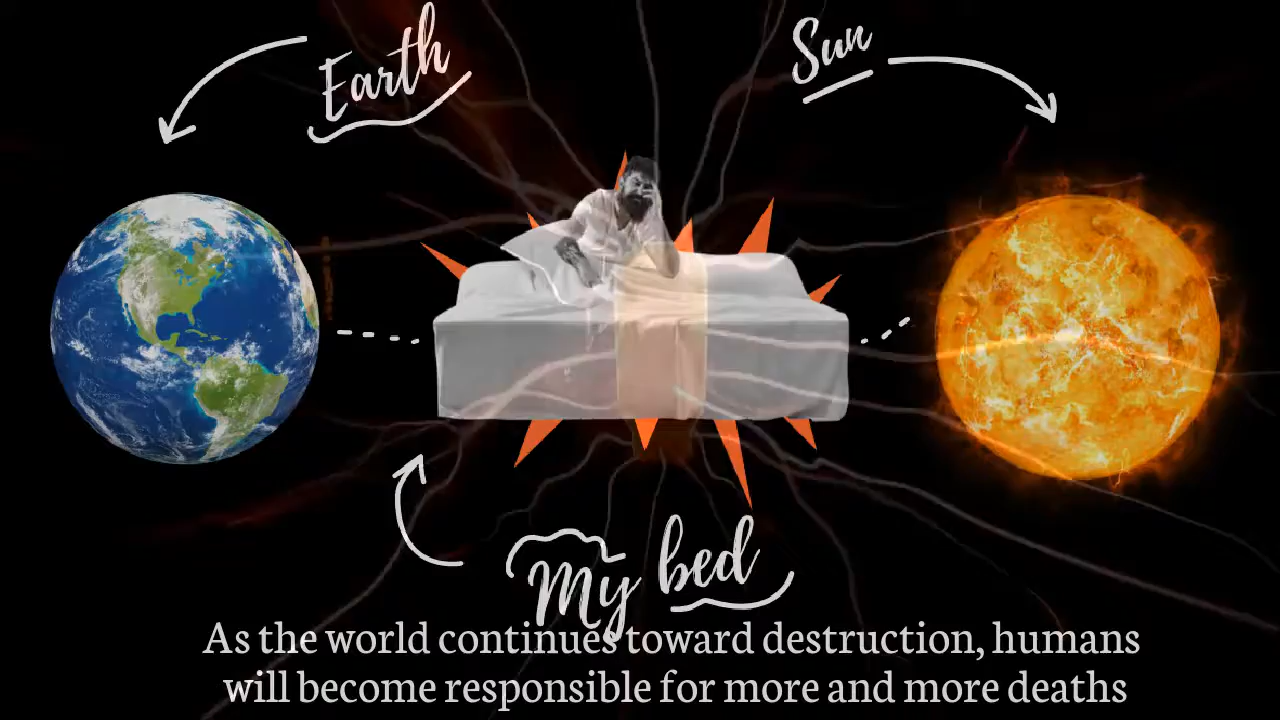 Earth
Sun
My bed
As the world continues toward destruction, humans
will become responsible for more and more deaths